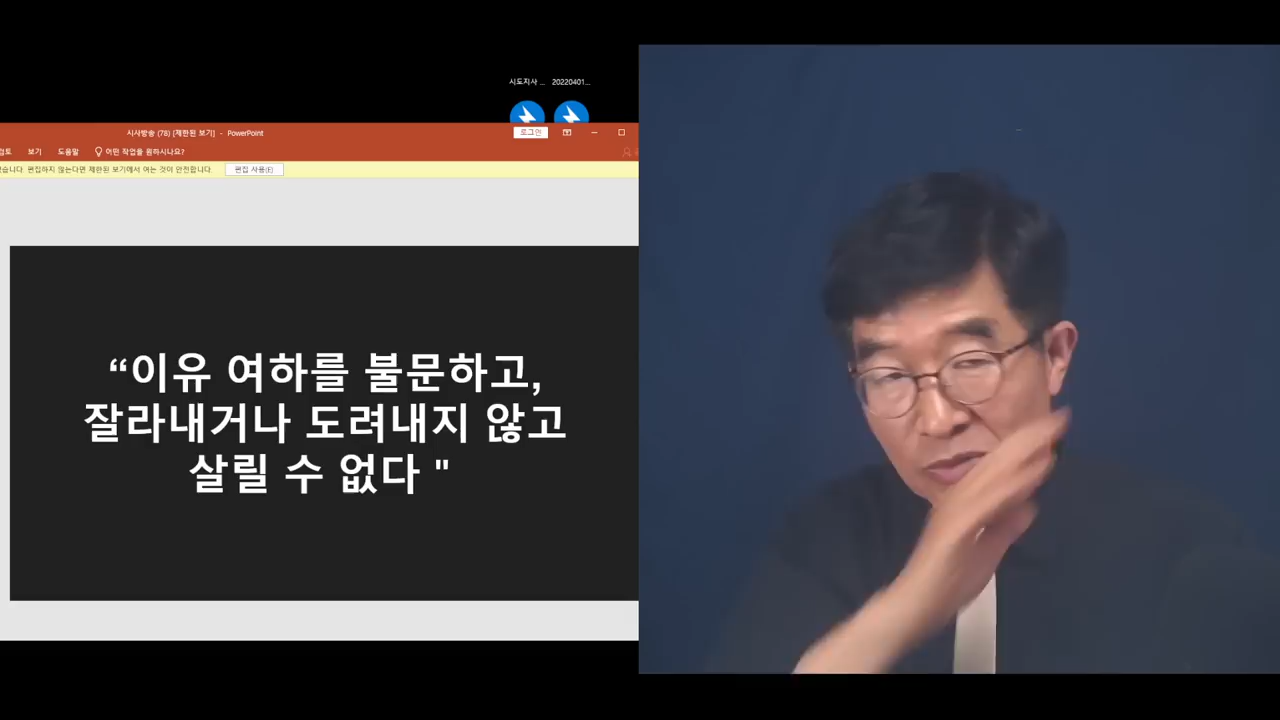 시도지사 ... 20220401...
시사방송 (78) [제한된 보기] - PowerPoint 로그인
검토 보기 도움말 어떤 작업을 원하시나요?
편집하지 않는다면 제한된 보기에서 여는 것이 안전합니다. 편집 사용(E)
“이유 여하를 불문하고,
잘라내거나 도려내지 않고
살릴 수 없다 "